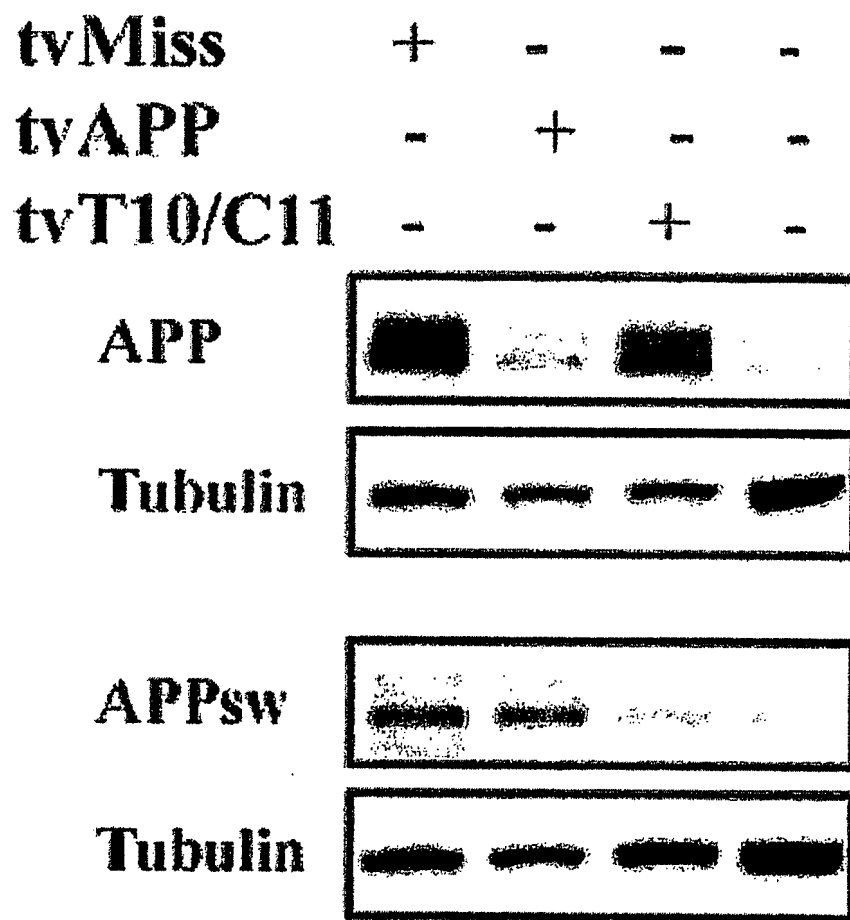 tvMiss + - - -
tvAPP - + - -
tvT10/C11 - - + -
APP
Tubulin
APPsw
Tubulin